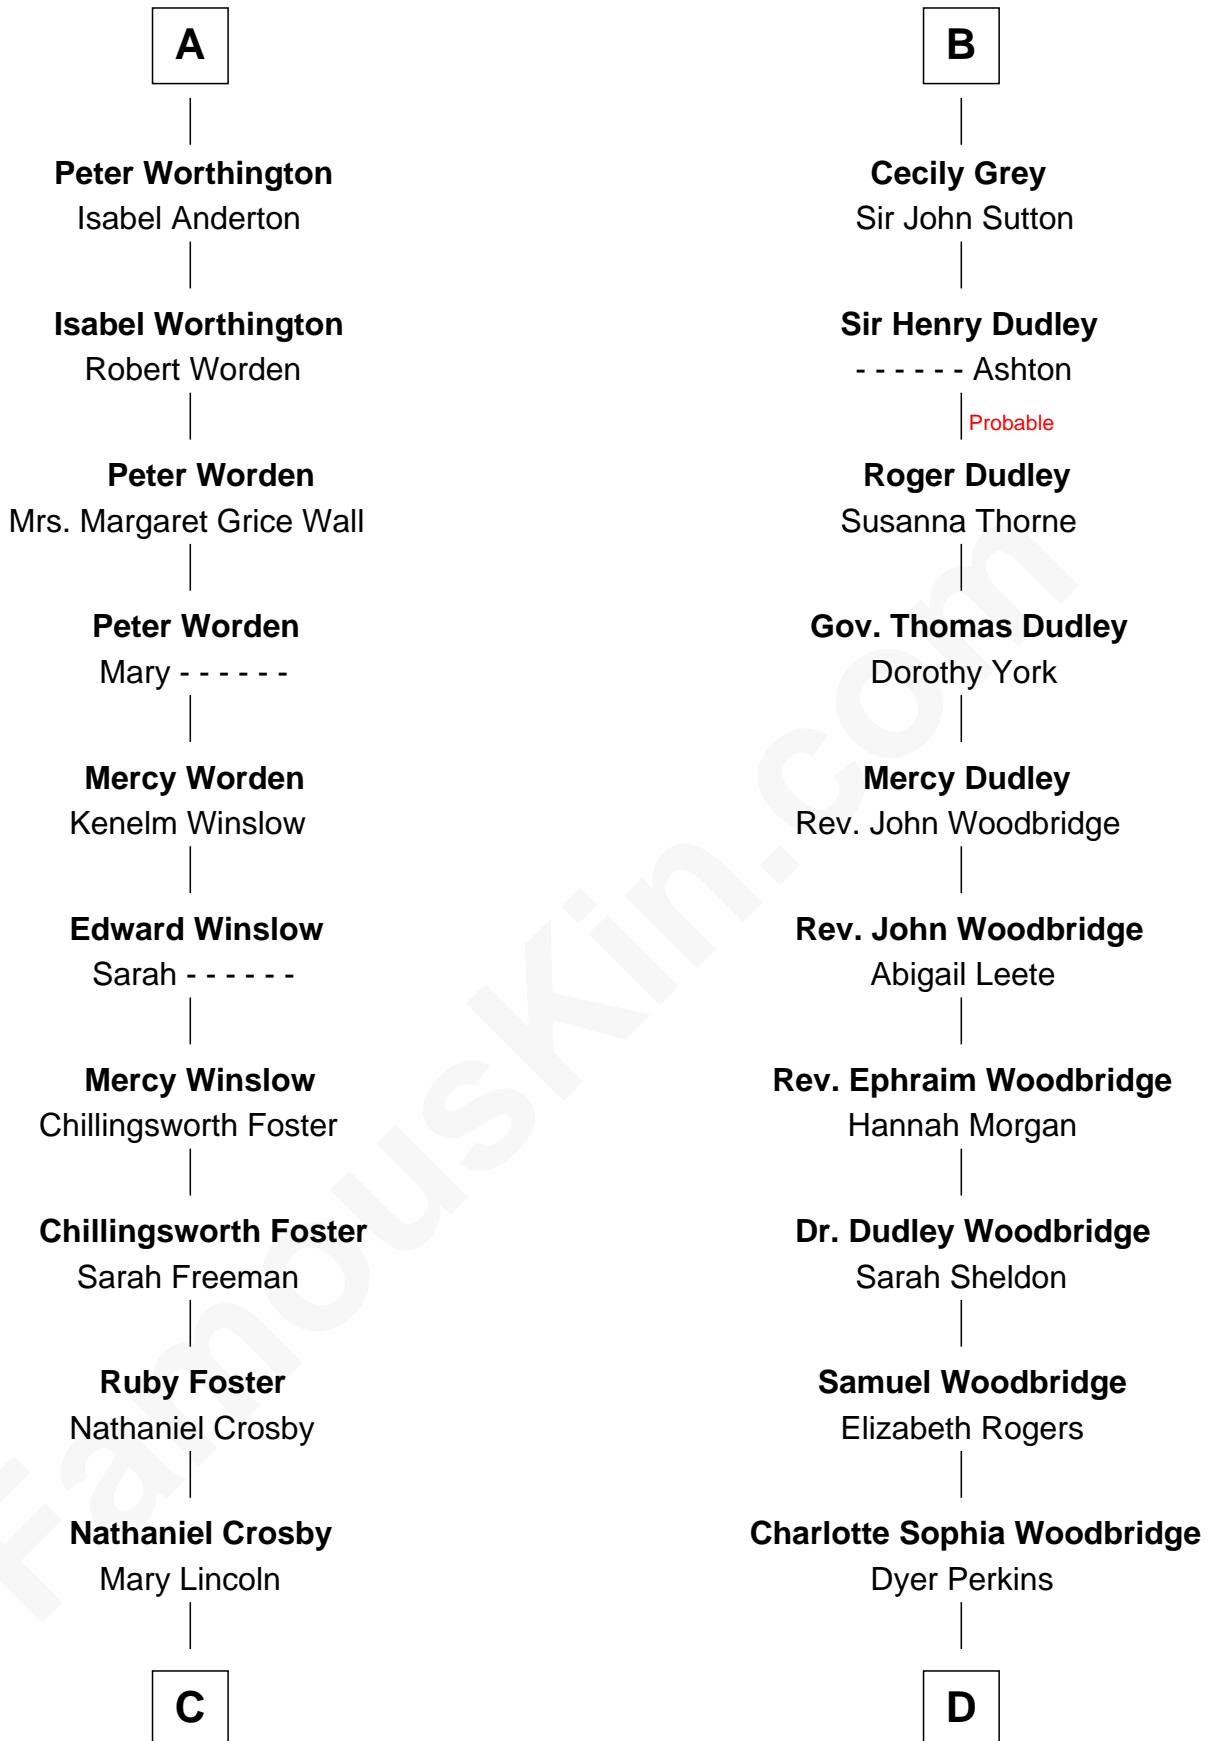 A
Peter Worthington
Isabel Anderton
Isabel Worthington
Robert Worden
Peter Worden
Mrs. Margaret Grice Wall
Peter Worden
Mary - - - - - -
Mercy Worden
Kenelm Winslow
Edward Winslow
Sarah - - - - - -
Mercy Winslow
Chillingsworth Foster
Chillingsworth Foster
Sarah Freeman
Ruby Foster
Nathaniel Crosby
Nathaniel Crosby
Mary Lincoln
C
B
Cecily Grey
Sir John Sutton
Sir Henry Dudley
- - - - - - Ashton
Probable
Roger Dudley
Susanna Thorne
Gov. Thomas Dudley
Dorothy York
Mercy Dudley
Rev. John Woodbridge
Rev. John Woodbridge
Abigail Leete
Rev. Ephraim Woodbridge
Hannah Morgan
Dr. Dudley Woodbridge
Sarah Sheldon
Samuel Woodbridge
Elizabeth Rogers
Charlotte Sophia Woodbridge
Dyer Perkins
D
FamousKin.com